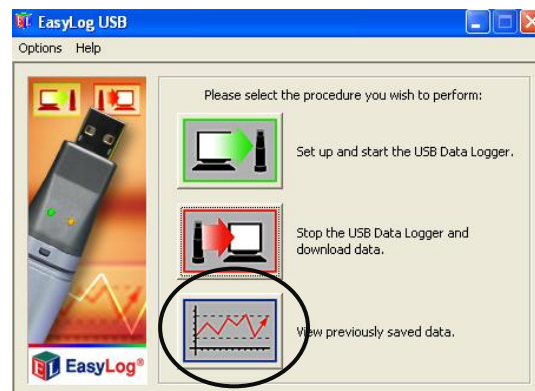 EasyLog USB
Options Help
Please select the procedure you wish to perform:
Set up and start the USB Data Logger.
Stop the USB Data Logger and
download data.
View previously saved data.
EL EasyLog®